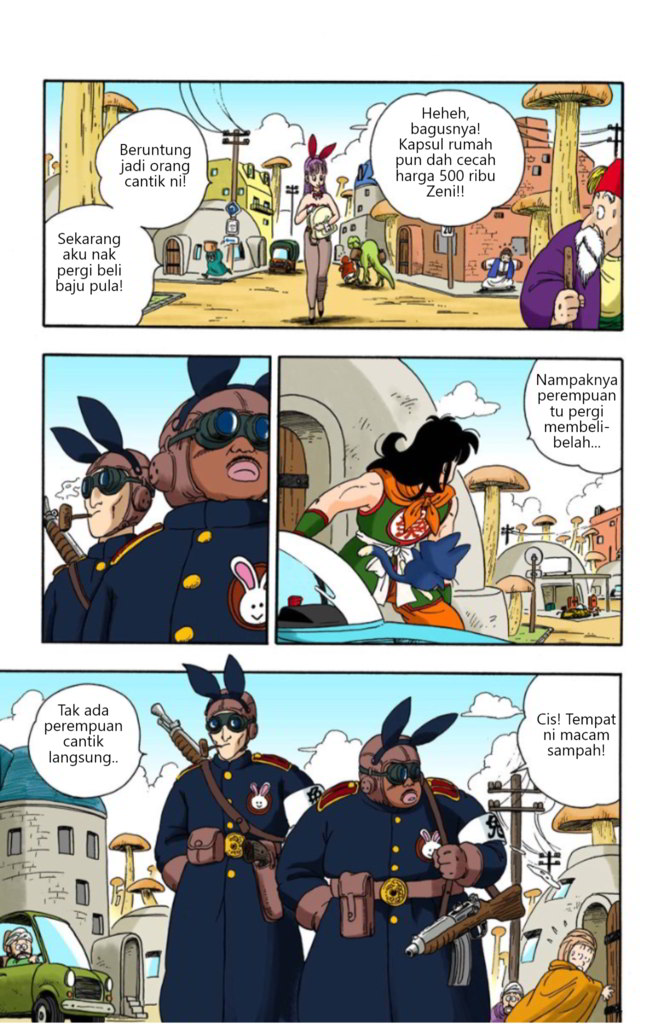 Heheh,
bagusnya!
Kapsul rumah
pun dah cecah
harga 500 ribu
Zeni!!
Beruntung
jadi orang
cantik ni!
Sekarang
aku nak
pergi beli
baju pula!
Nampaknya
perempuan
tu pergi
membeli-
belah...
Cis! Tempat
ni macam
sampah!
Tak ada
perempuan
cantik
langsung..